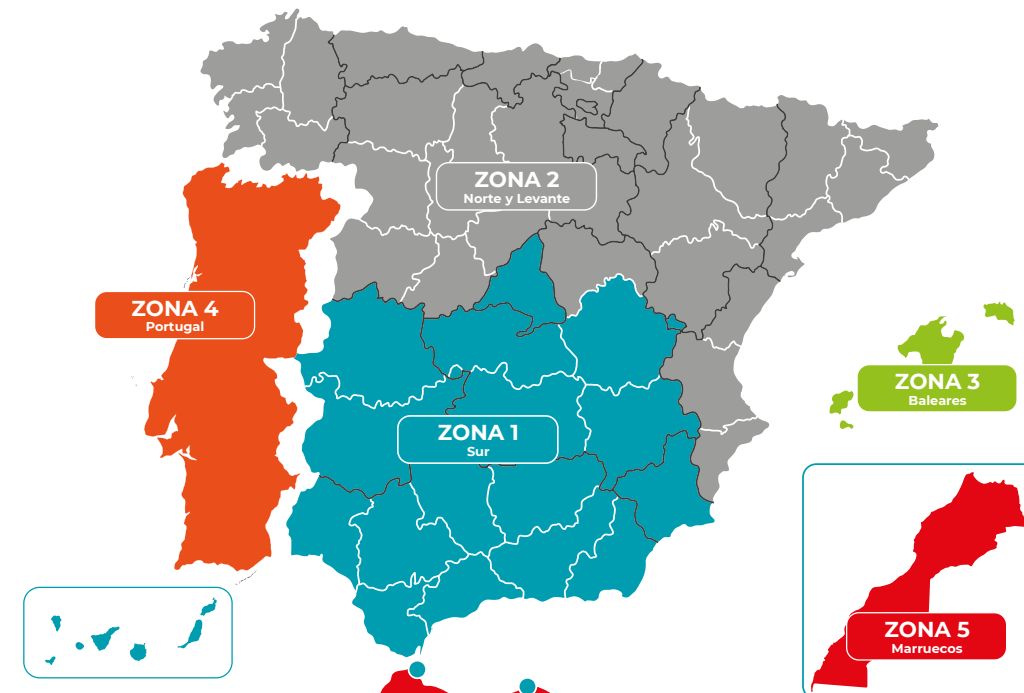 ZONA 2
Norte y Levante
ZONA 4
Portugal
ZONA 3
Baleares
ZONA 1
Sur
ZONA 5
Marruecos